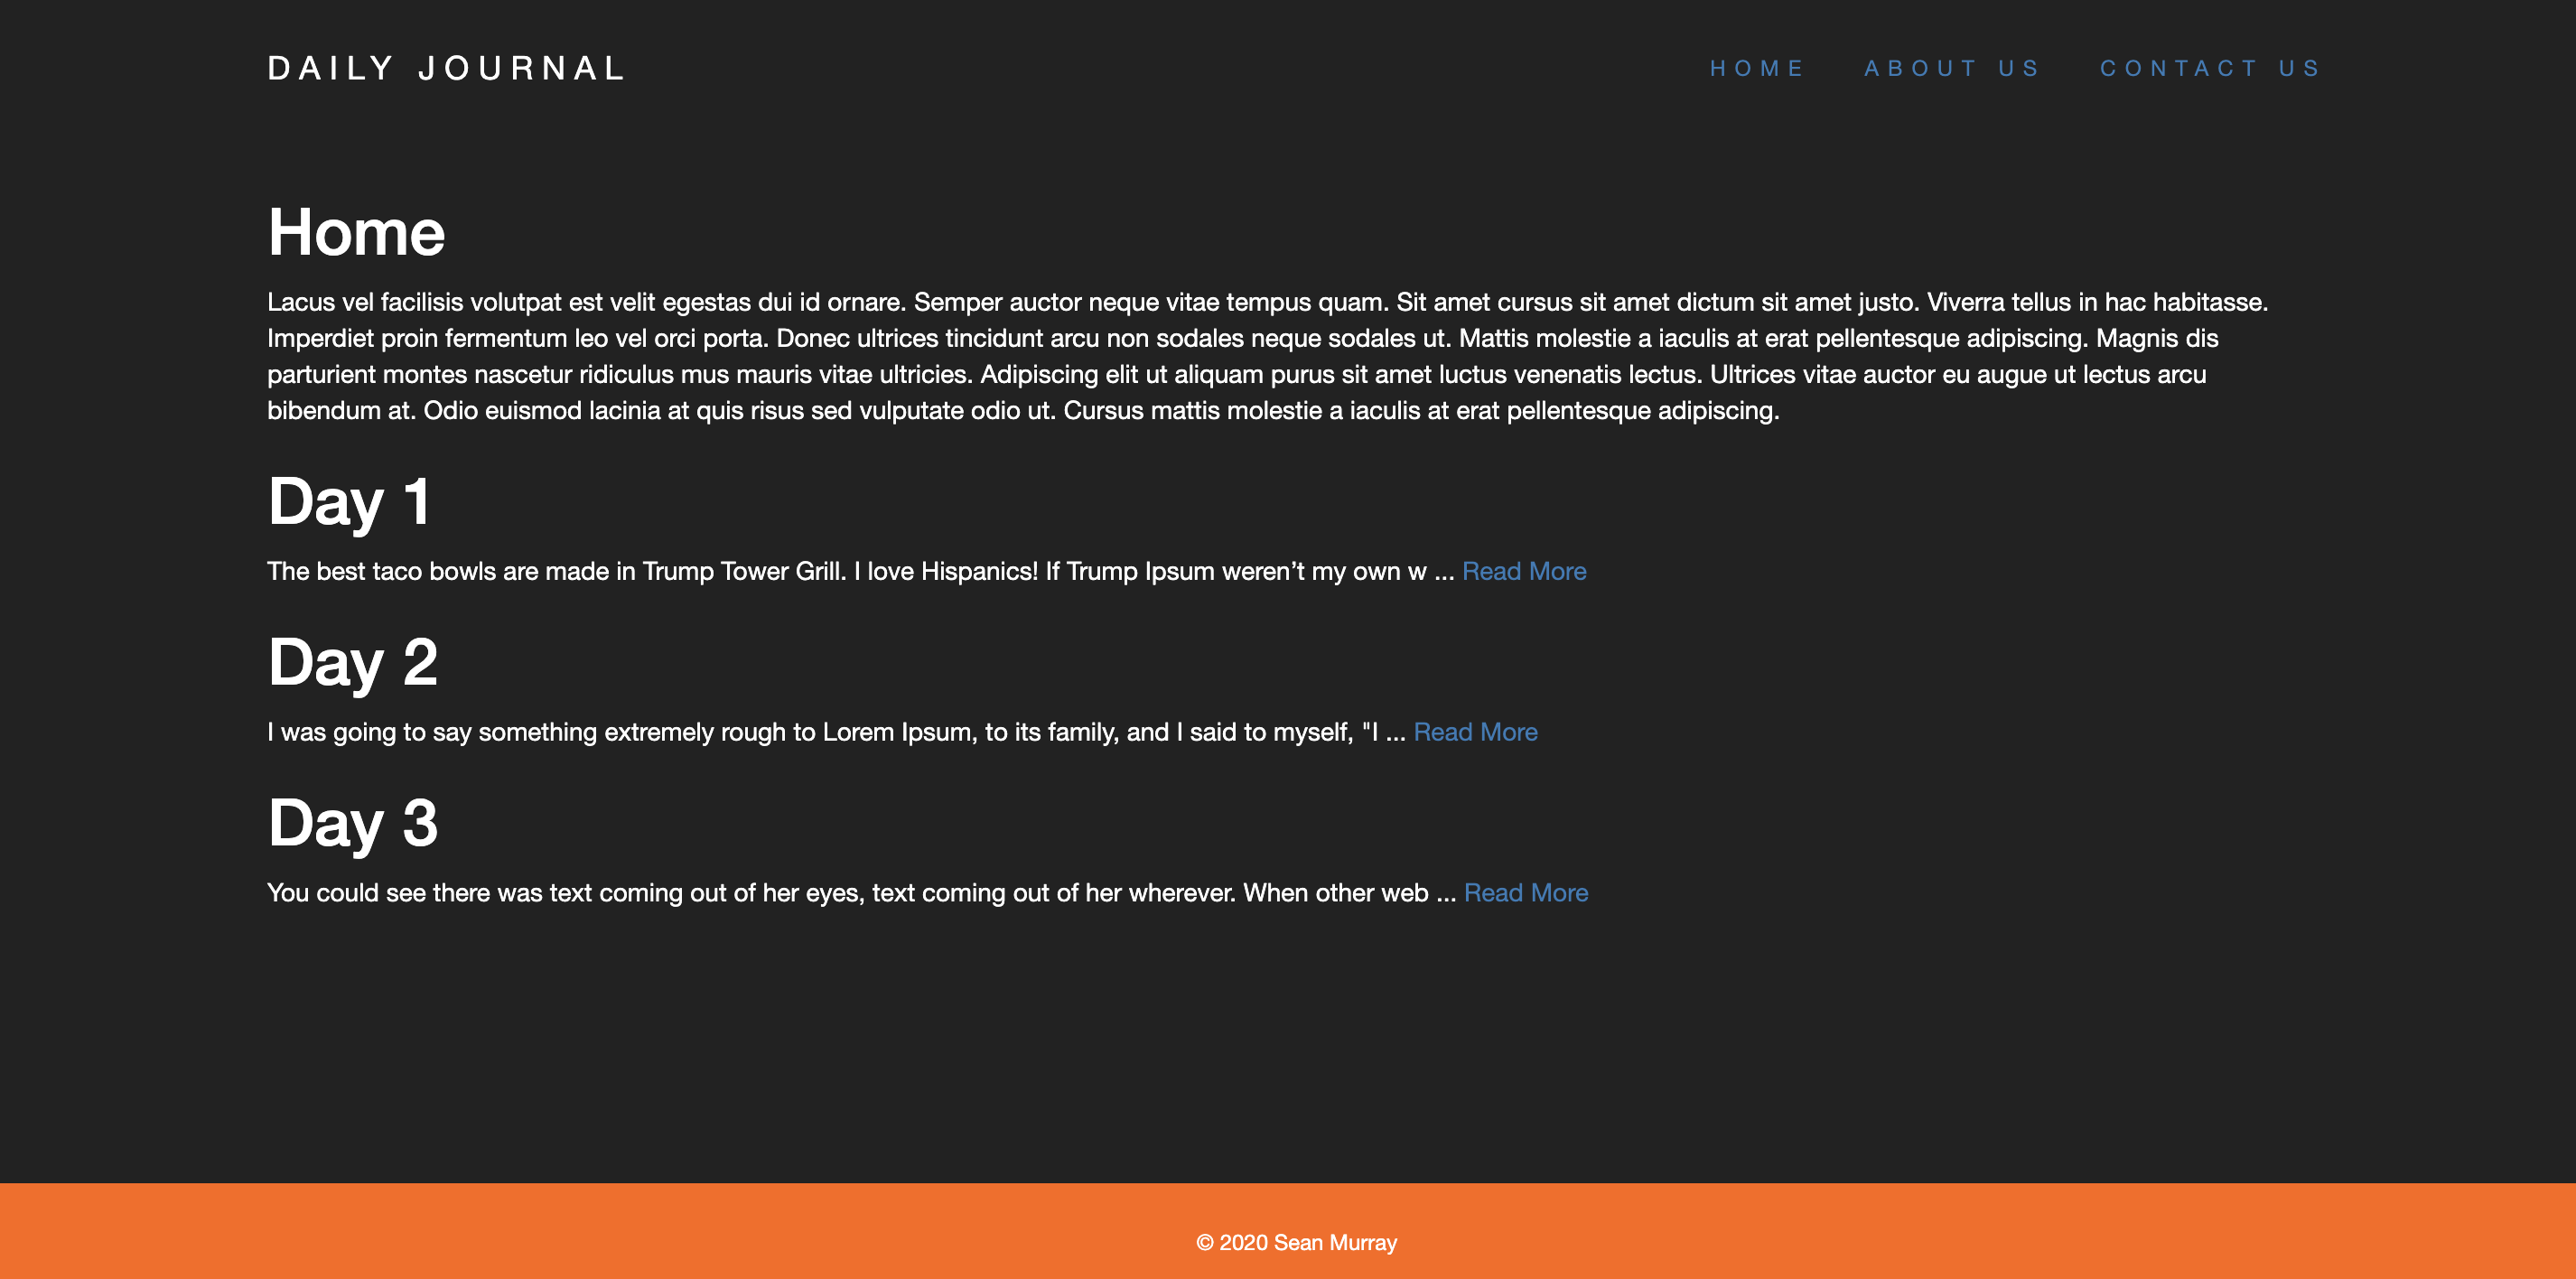 DAILY JOURNAL
HOME ABOUT US CONTACT US
Home
Lacus vel facilisis volutpat est velit egestas dui id ornare. Semper auctor neque vitae tempus quam. Sit amet cursus sit amet dictum sit amet justo. Viverra tellus in hac habitasse.
Imperdiet proin fermentum leo vel orci porta. Donec ultrices tincidunt arcu non sodales neque sodales ut. Mattis molestie a iaculis at erat pellentesque adipiscing. Magnis dis
parturient montes nascetur ridiculus mus mauris vitae ultricies. Adipiscing elit ut aliquam purus sit amet luctus venenatis lectus. Ultrices vitae auctor eu augue ut lectus arcu
bibendum at. Odio euismod lacinia at quis risus sed vulputate odio ut. Cursus mattis molestie a iaculis at erat pellentesque adipiscing.
Day 1
The best taco bowls are made in Trump Tower Grill. I love Hispanics! If Trump Ipsum weren’t my own w ... Read More
Day 2
I was going to say something extremely rough to Lorem Ipsum, to its family, and I said to myself, "I ... Read More
Day 3
You could see there was text coming out of her eyes, text coming out of her wherever. When other web ... Read More
© 2020 Sean Murray